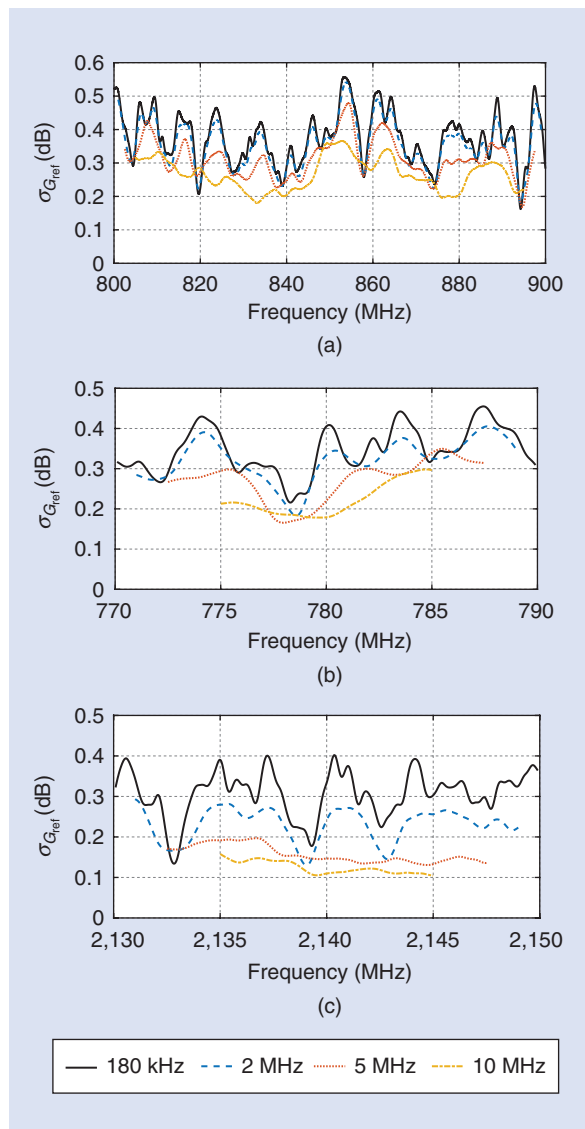 σGref (dB)
0.6
0.5
0.4
0.3
0.2
0.1
0
800 820 840 860 880 900
Frequency (MHz)
(a)
σGref (dB)
0.5
0.4
0.3
0.2
0.1
0
770 775 780 785 790
Frequency (MHz)
(b)
σGref (dB)
0.5
0.4
0.3
0.2
0.1
0
2,130 2,135 2,140 2,145 2,150
Frequency (MHz)
(c)
180 kHz 2 MHz 5 MHz 10 MHz